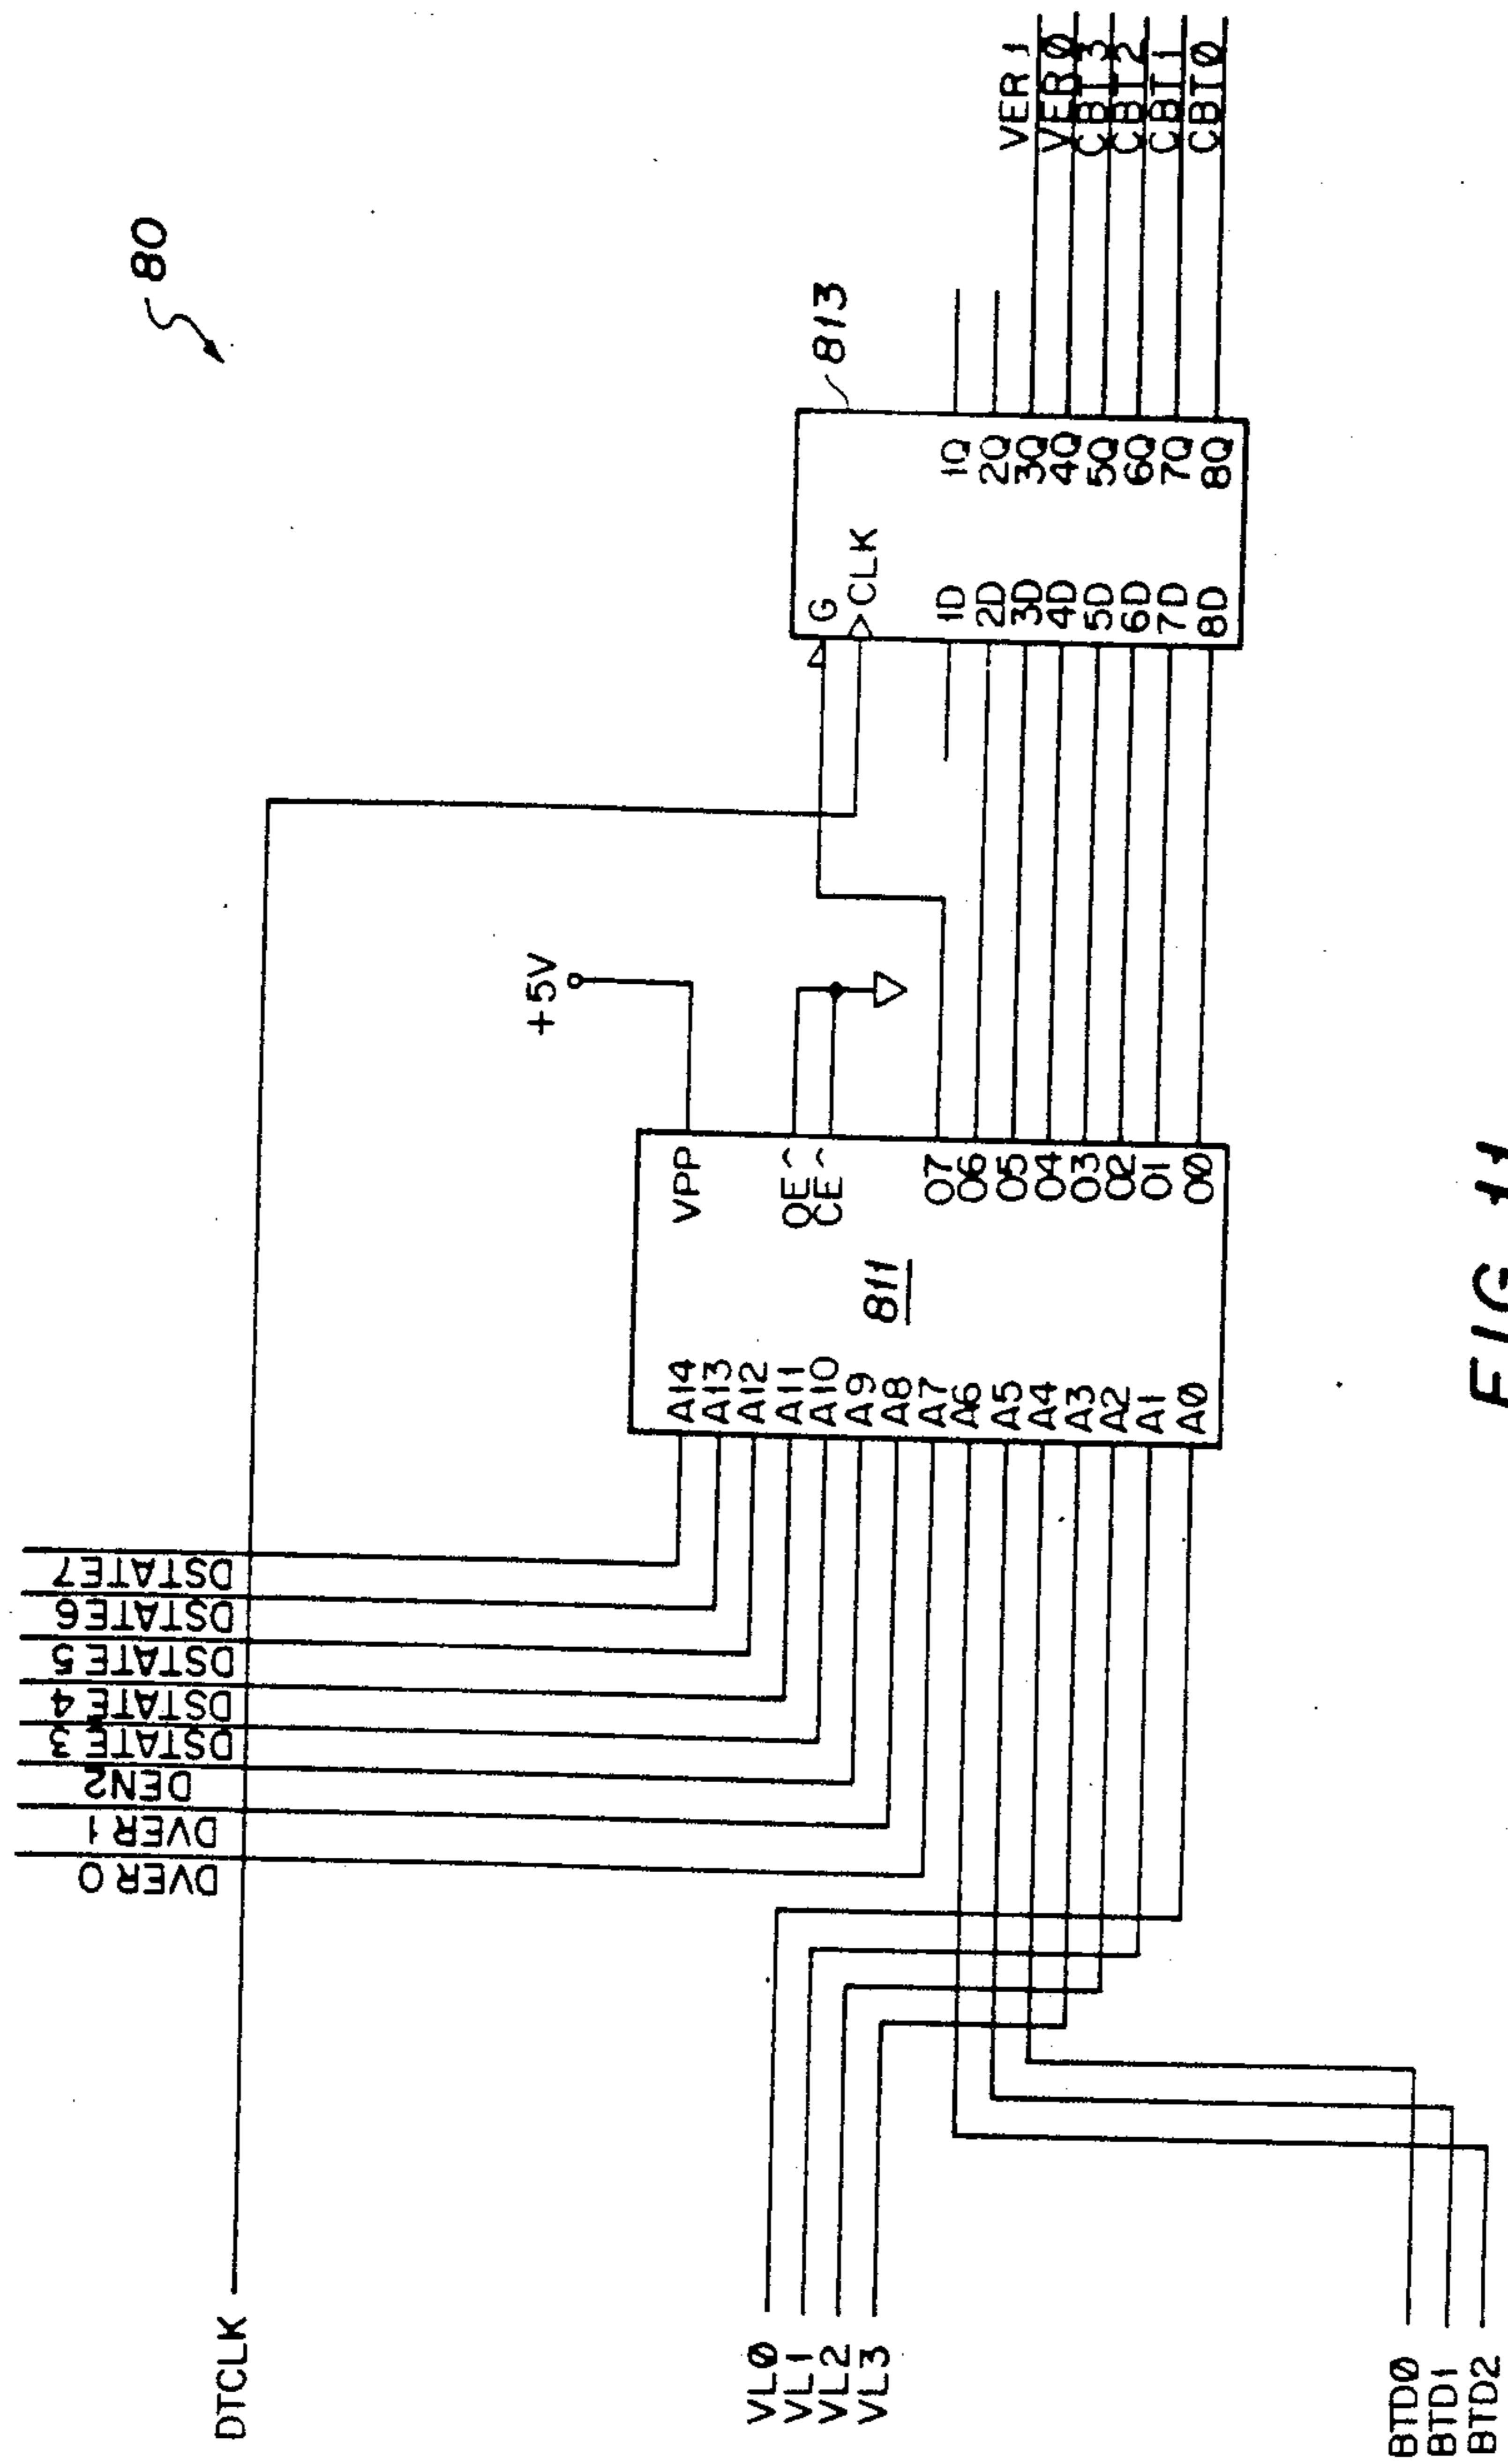 80
DTCLK
DVER0
DVER1
DEN2
DSTATE3
DSTATE4
DSTATE5
DSTATE6
DSTATE7
VL0
VL1
VL2
VL3
BTD0
BTD1
BTD2
A14
A13
A12
A11
A10
A9
A8
A7
A6
A5
A4
A3
A2
A1
A0
811
VPP
OE^
CE^
O7
O6
O5
O4
O3
O2
O1
O0
+5V
813
G
CLK
1D
2D
3D
4D
5D
6D
7D
8D
1Q
2Q
3Q
4Q
5Q
6Q
7Q
8Q
VER1
VER0
CBT3
CBT2
CBT1
CBT0
FIG 11